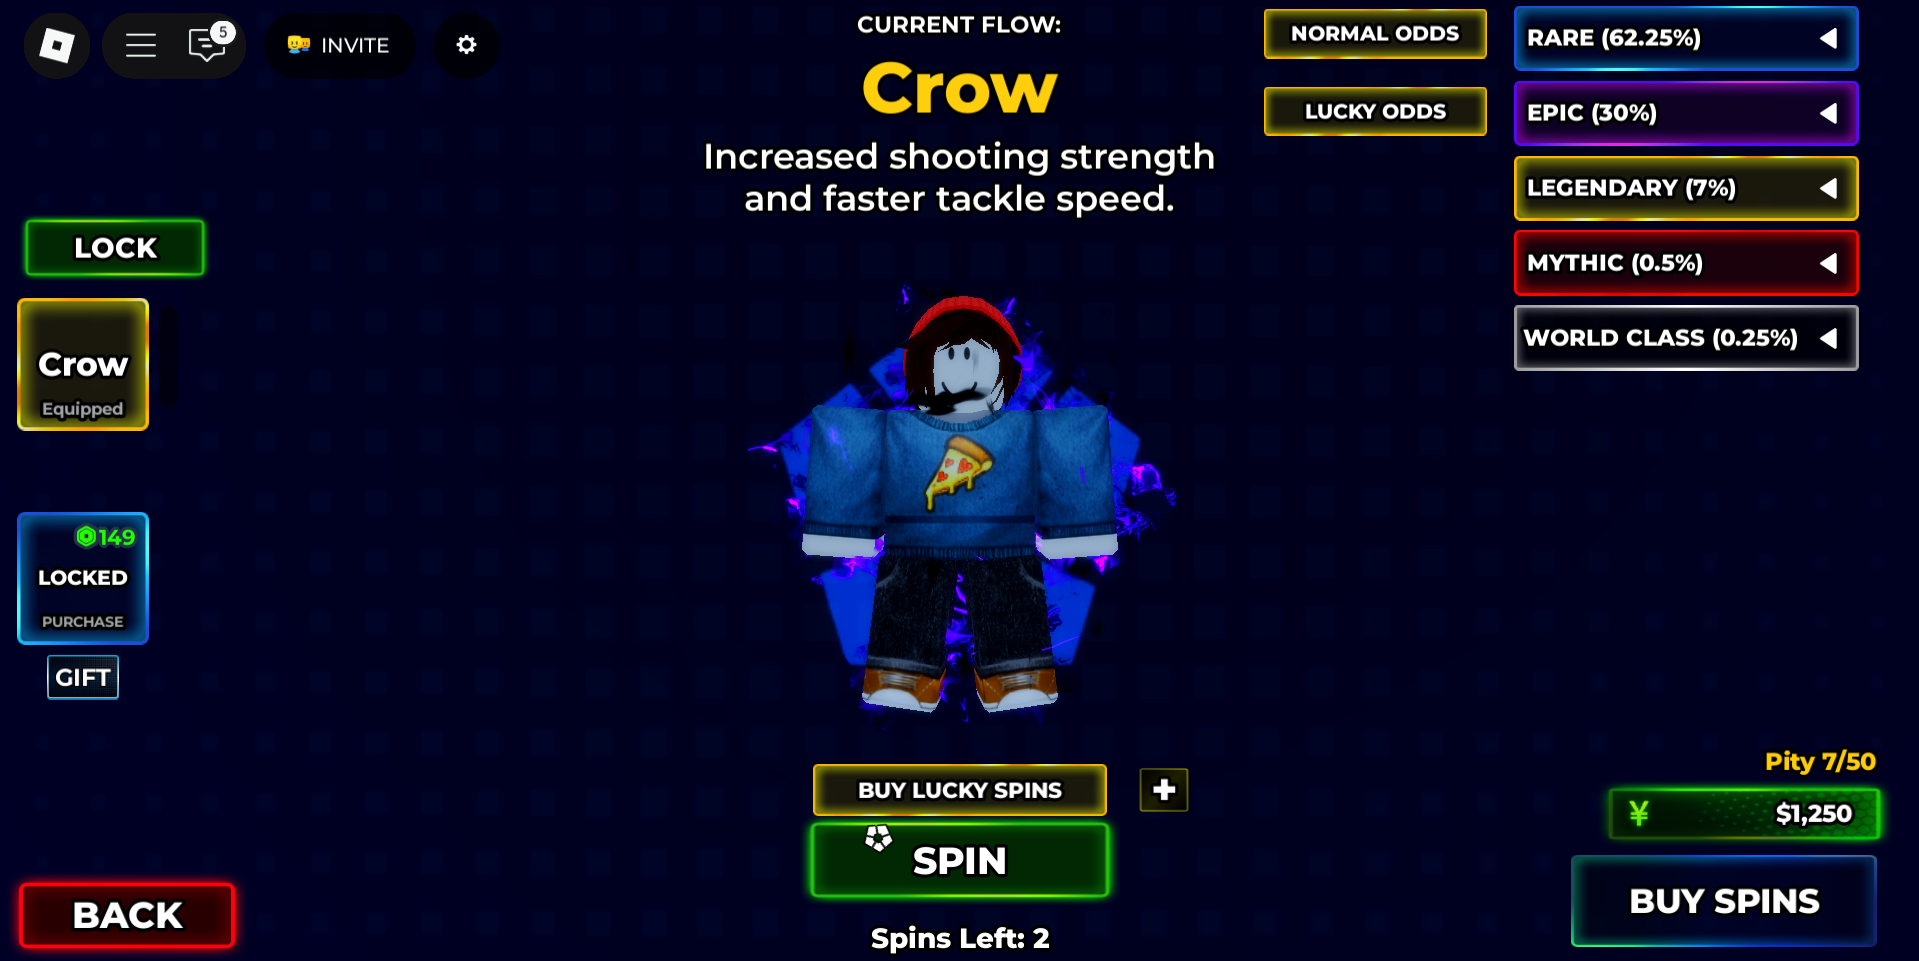 5
INVITE
CURRENT FLOW:
Crow
Increased shooting strength
and faster tackle speed.
NORMAL ODDS
LUCKY ODDS
RARE (62.25%)
EPIC (30%)
LEGENDARY (7%)
MYTHIC (0.5%)
WORLD CLASS (0.25%)
LOCK
Crow
Equipped
149
LOCKED
PURCHASE
GIFT
BACK
BUY LUCKY SPINS
+
SPIN
Spins Left: 2
Pity 7/50
¥ $1,250
BUY SPINS